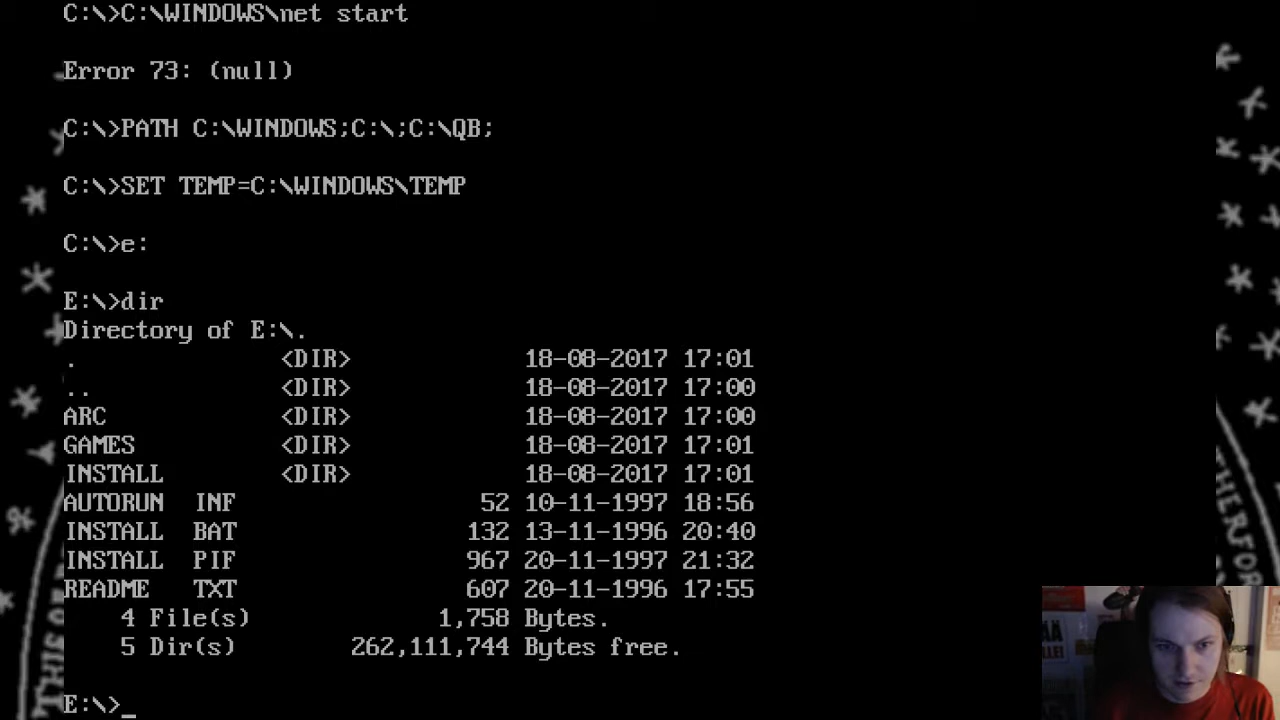 C:\>C:\WINDOWS\net start
Error 73: (null)
C:\>PATH C:\WINDOWS;C:\;C:\QB;
C:\>SET TEMP=C:\WINDOWS\TEMP
C:\>e:
E:\>dir
Directory of E:\.
. <DIR> 18-08-2017 17:01
.. <DIR> 18-08-2017 17:00
ARC <DIR> 18-08-2017 17:00
GAMES <DIR> 18-08-2017 17:01
INSTALL <DIR> 18-08-2017 17:01
AUTORUN INF 52 10-11-1997 18:56
INSTALL BAT 132 13-11-1996 20:40
INSTALL PIF 967 20-11-1997 21:32
README TXT 607 20-11-1996 17:55
4 File(s) 1,758 Bytes.
5 Dir(s) 262,111,744 Bytes free.
E:\>_
THEREFOR